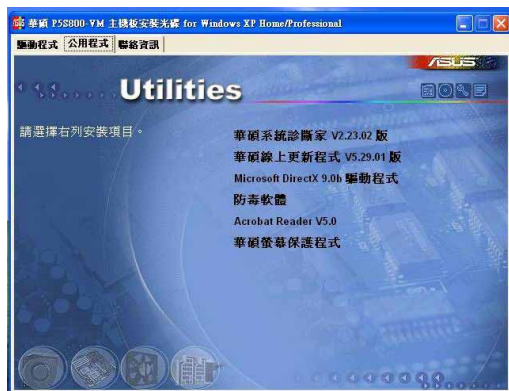 華碩 P5S800-VM 主機板安裝光碟 for Windows XP Home/Professional
驅動程式 公用程式 聯絡資訊
ASUS
Utilities
請選擇右列安裝項目。
華碩系統診斷家 V2.23.02 版
華碩線上更新程式 V5.29.01 版
Microsoft DirectX 9.0b 驅動程式
防毒軟體
Acrobat Reader V5.0
華碩螢幕保護程式